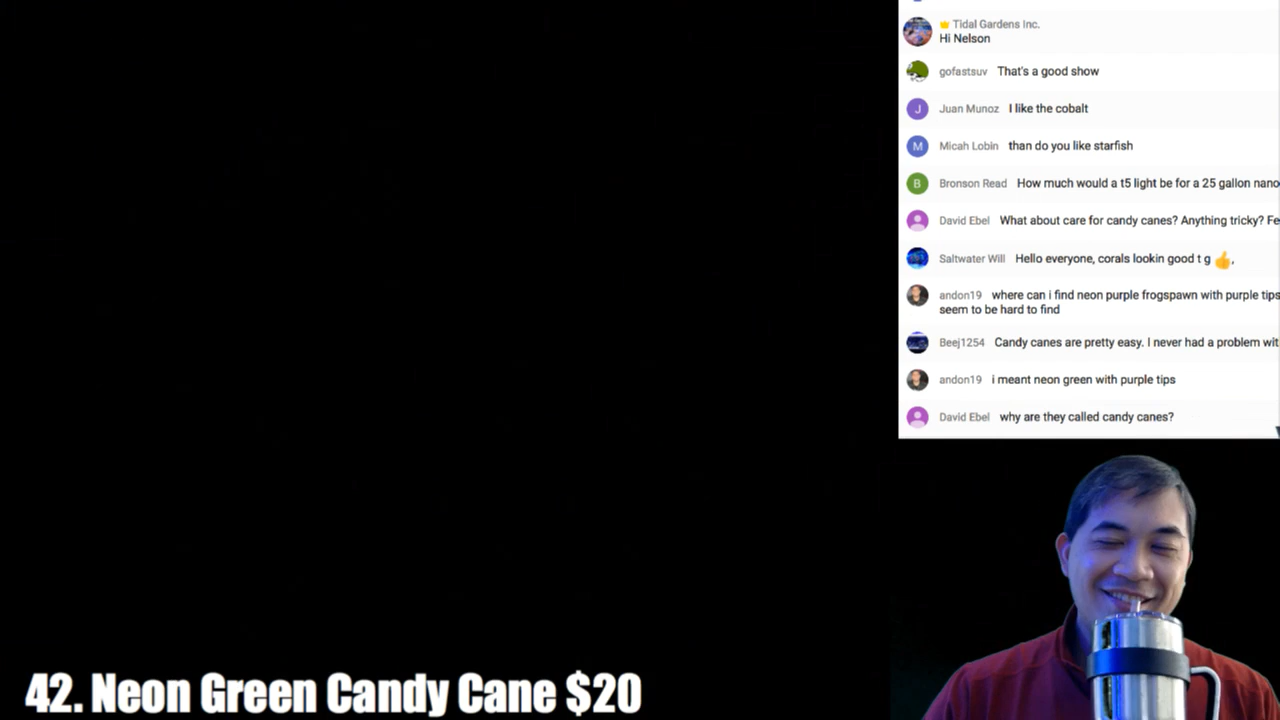 Tidal Gardens Inc.
Hi Nelson
gofastsuv That's a good show
J Juan Munoz I like the cobalt
M Micah Lobin than do you like starfish
B Bronson Read How much would a t5 light be for a 25 gallon nano
David Ebel What about care for candy canes? Anything tricky? Fe
Saltwater Will Hello everyone, corals lookin good t g 👍,
andon19 where can i find neon purple frogspawn with purple tips
seem to be hard to find
Beej1254 Candy canes are pretty easy. I never had a problem wit
andon19 i meant neon green with purple tips
David Ebel why are they called candy canes?
42. Neon Green Candy Cane $20